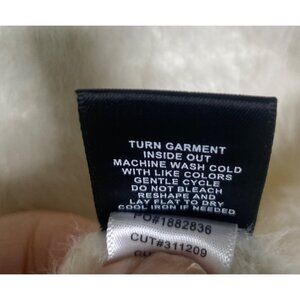 TURN GARMENT
INSIDE OUT
MACHINE WASH COLD
WITH LIKE COLORS
GENTLE CYCLE
DO NOT BLEACH
RESHAPE AND
LAY FLAT TO DRY
COOL IRON IF NEEDED
PO#1882836
CUT#311209